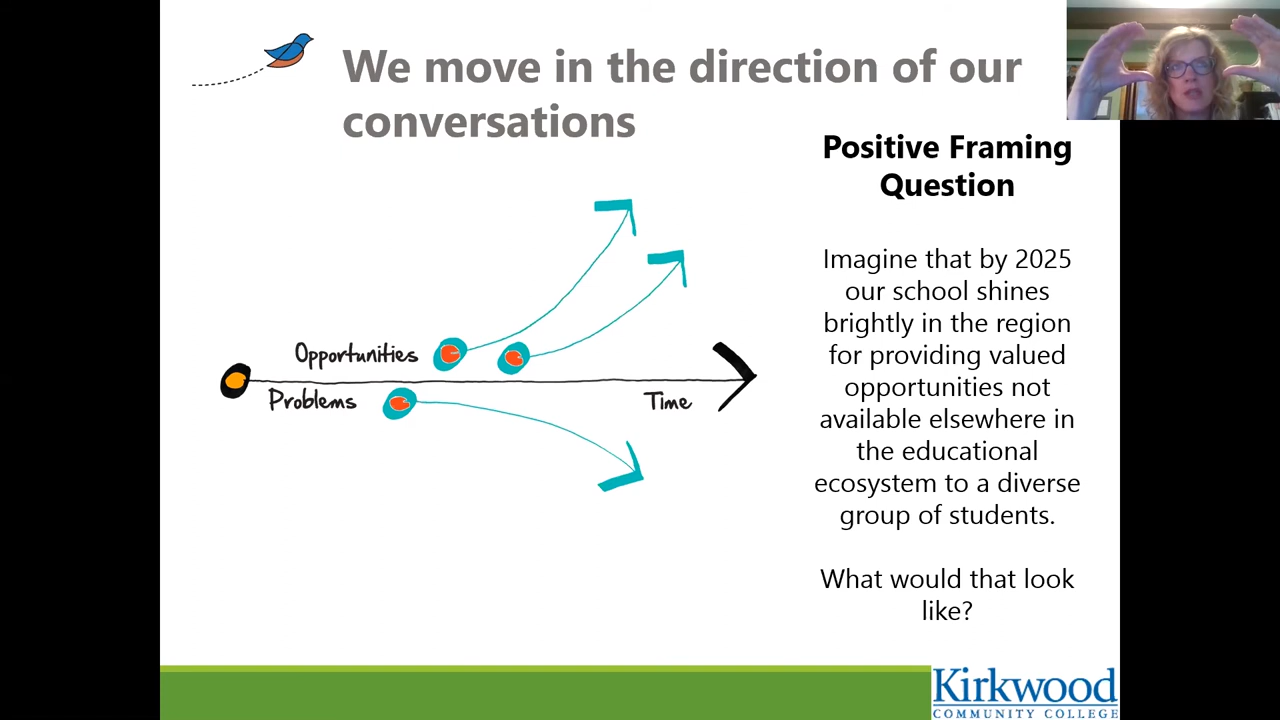 We move in the direction of our
conversations
Positive Framing
Question
Imagine that by 2025
our school shines
brightly in the region
for providing valued
opportunities not
available elsewhere in
the educational
ecosystem to a diverse
group of students.
What would that look
like?
Opportunities
Problems
Time
Kirkwood
COMMUNITY COLLEGE